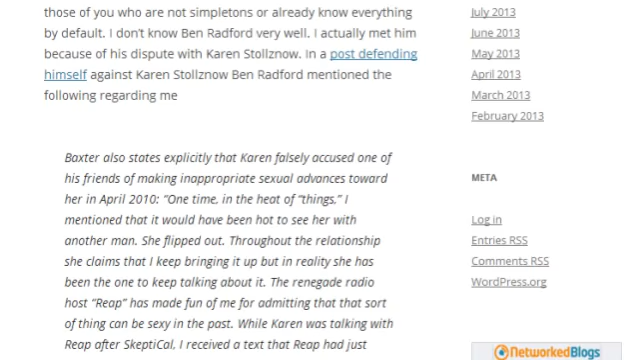 those of you who are not simpletons or already know everything
by default. I don't know Ben Radford very well. I actually met him
because of his dispute with Karen Stollznow. In a post defending
himself against Karen Stollznow Ben Radford mentioned the
following regarding me
Baxter also states explicitly that Karen falsely accused one of
his friends of making inappropriate sexual advances toward
her in April 2010: “One time, in the heat of “things,” I
mentioned that it would have been hot to see her with
another man. She flipped out. Throughout the relationship
she claims that I keep bringing it up but in reality she has
been the one to keep talking about it. The renegade radio
host “Reap” has made fun of me for admitting that that sort
of thing can be sexy in the past. While Karen was talking with
Reap after SkeptiCal, I received a text that Reap had just
July 2013
June 2013
May 2013
April 2013
March 2013
February 2013
META
Log in
Entries RSS
Comments RSS
WordPress.org
NetworkedBlogs